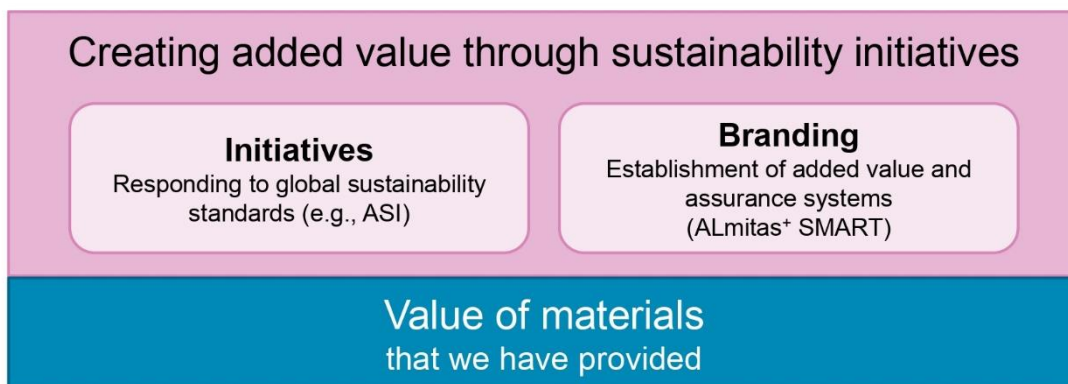 Creating added value through sustainability initiatives
Initiatives
Responding to global sustainability
standards (e.g., ASI)
Branding
Establishment of added value and
assurance systems
(ALmitas⁺ SMART)
Value of materials
that we have provided